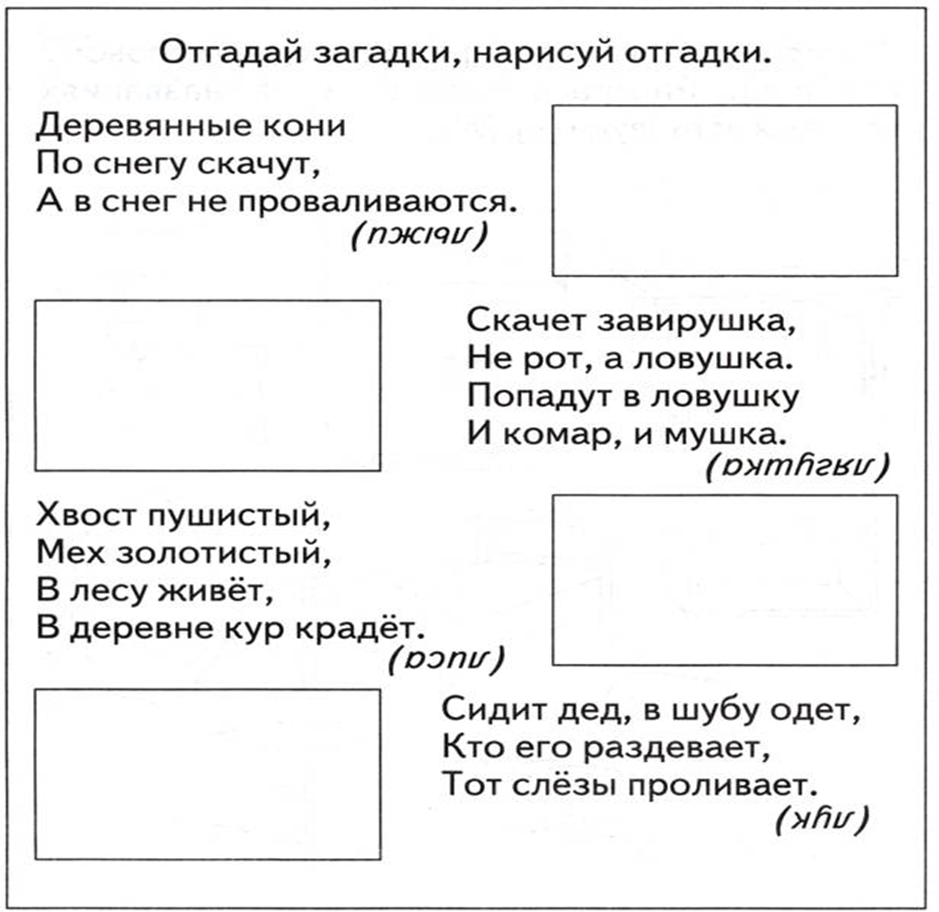 Отгадай загадки, нарисуй отгадки.
Деревянные кони
По снегу скачут,
А в снег не проваливаются.
(лыжи)
Скачет завирушка,
Не рот, а ловушка.
Попадут в ловушку
И комар, и мушка.
(лягушка)
Хвост пушистый,
Мех золотистый,
В лесу живёт,
В деревне кур крадёт.
(лиса)
Сидит дед, в шубу одет,
Кто его раздевает,
Тот слёзы проливает.
(лук)